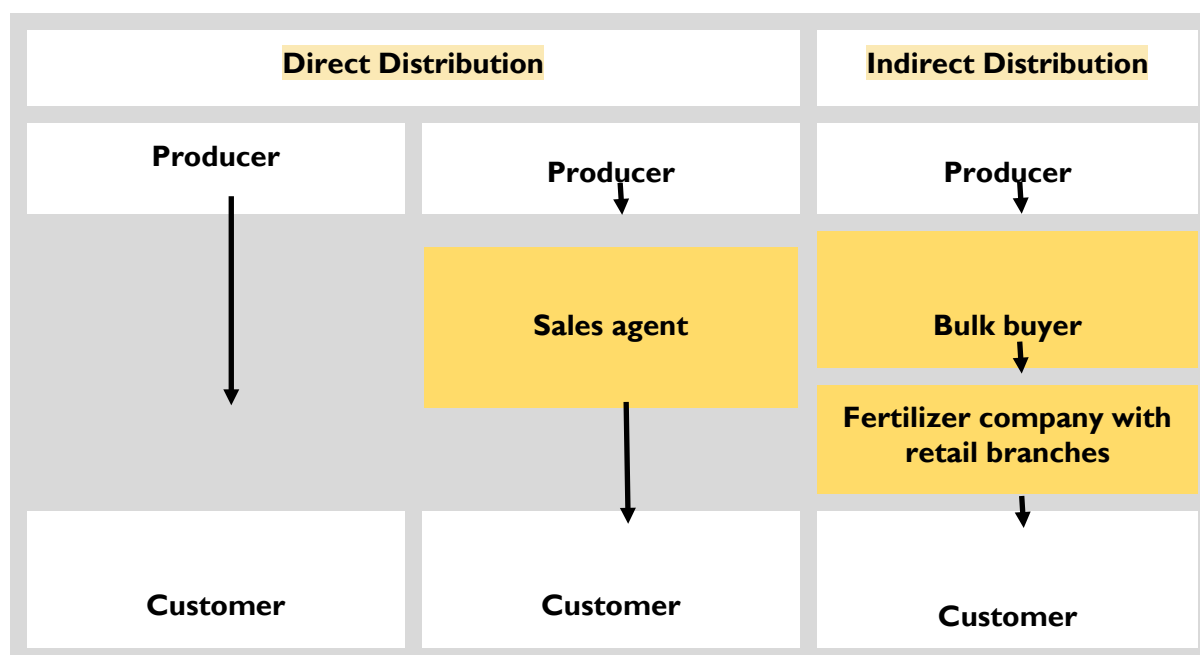 Direct Distribution
Indirect Distribution
Producer
Producer
Producer
Sales agent
Bulk buyer
Fertilizer company with
retail branches
Customer
Customer
Customer